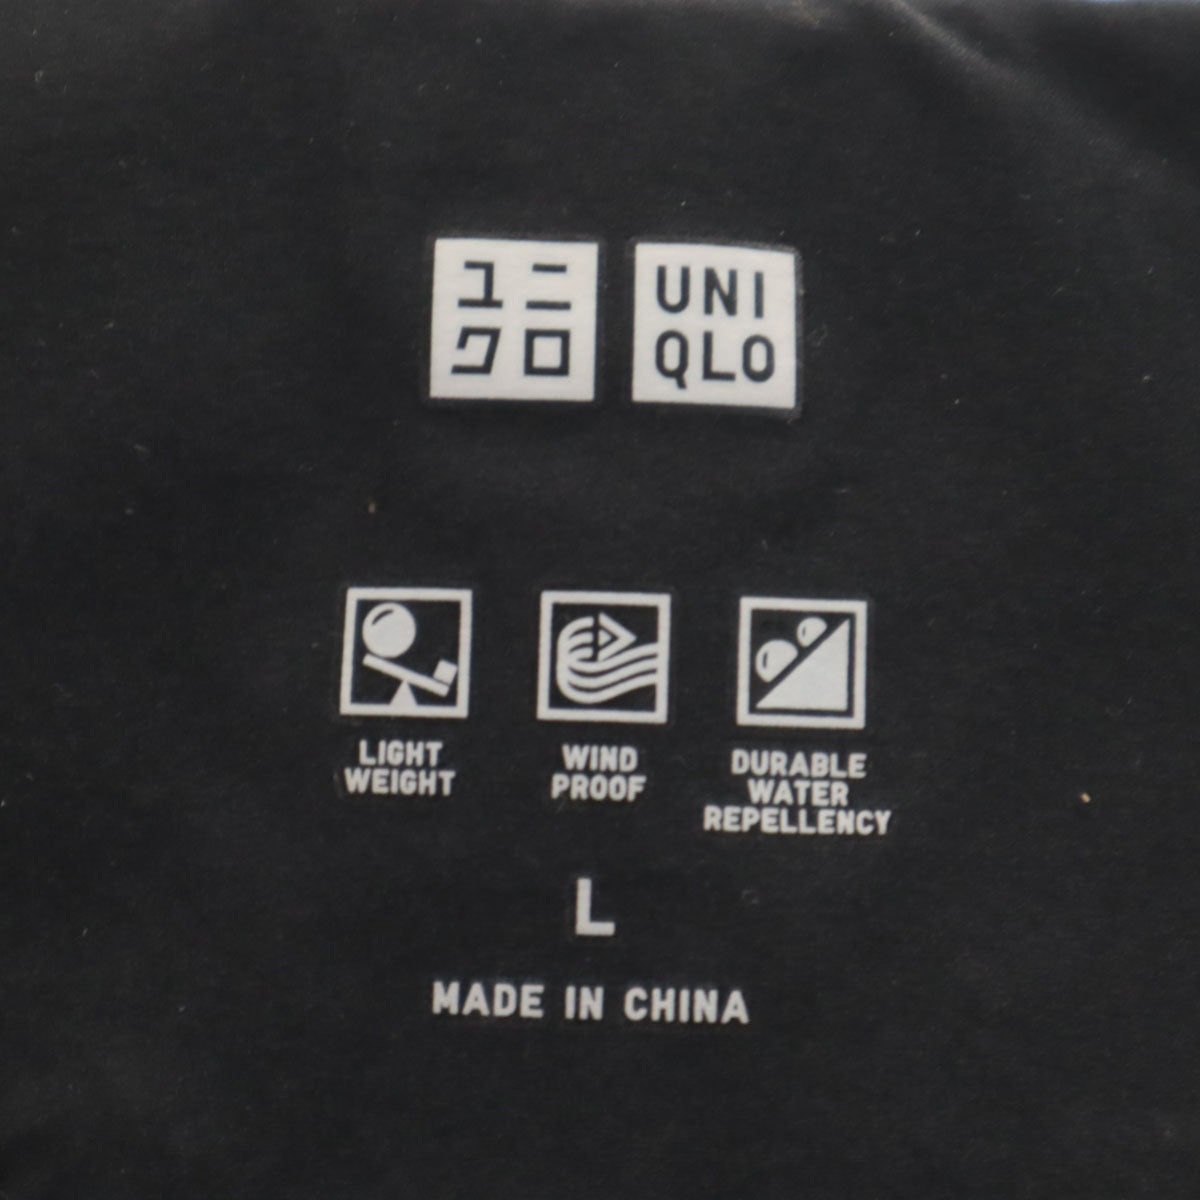 ユニ
クロ
UNI
QLO
LIGHT
WEIGHT
WIND
PROOF
DURABLE
WATER
REPELLENCY
L
MADE IN CHINA